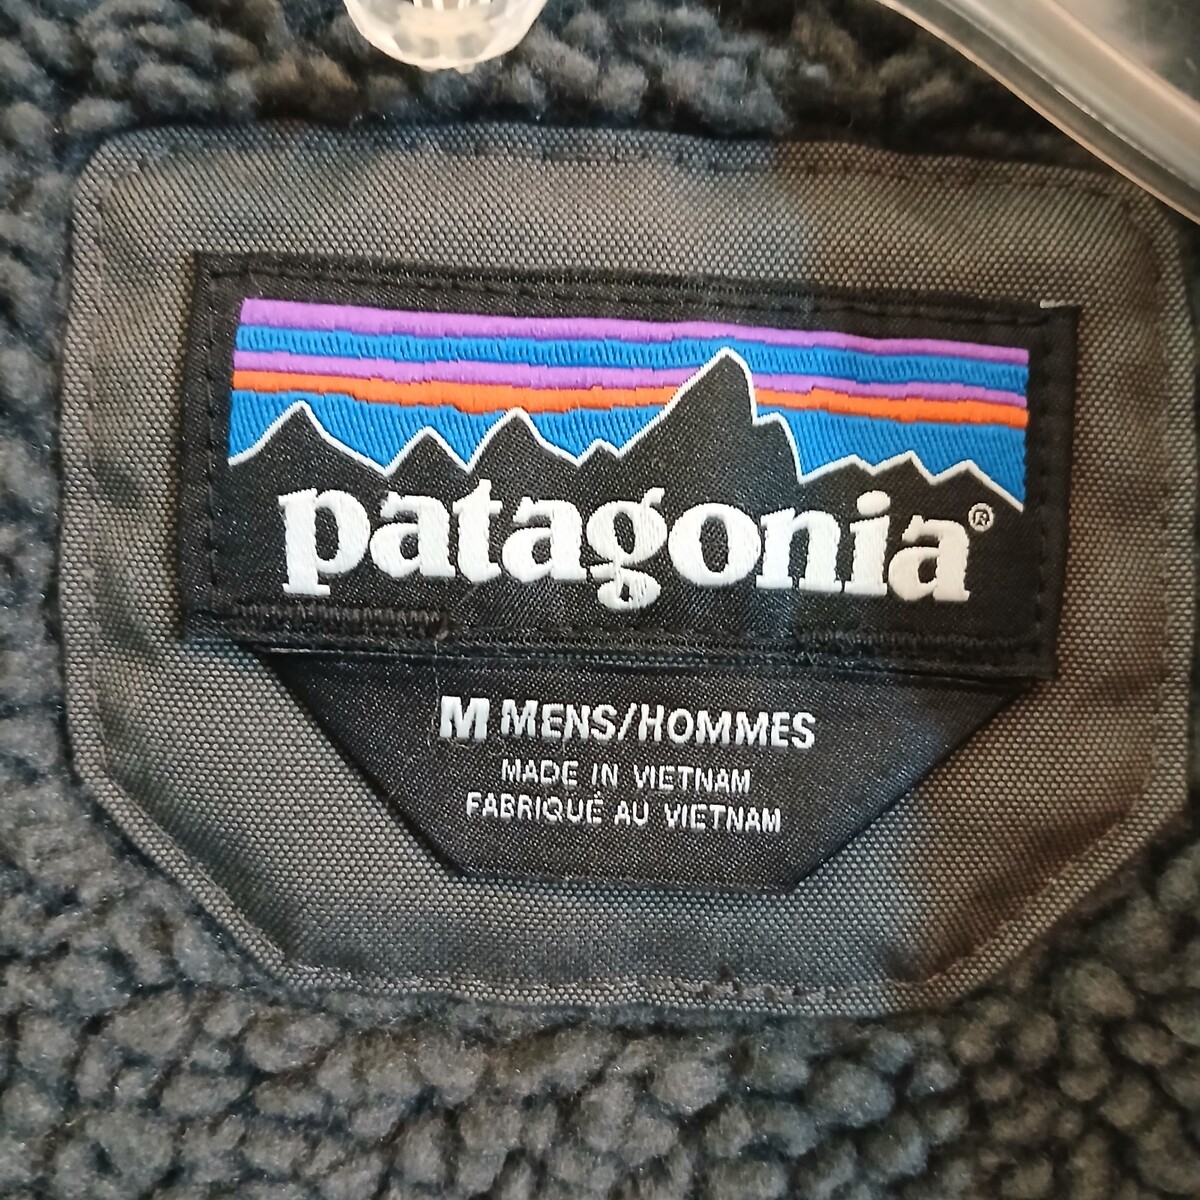 patagonia®
M MENS/HOMMES
MADE IN VIETNAM
FABRIQUÉ AU VIETNAM